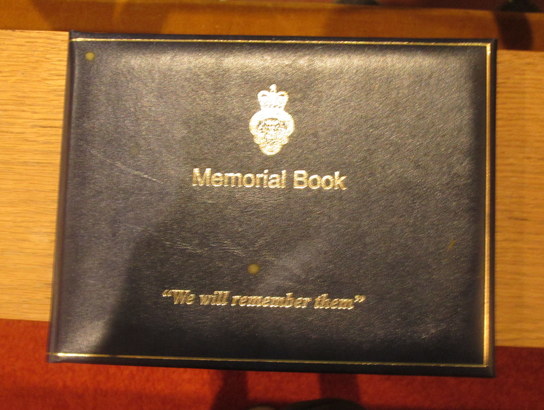 Memorial Book
“We will remember them”